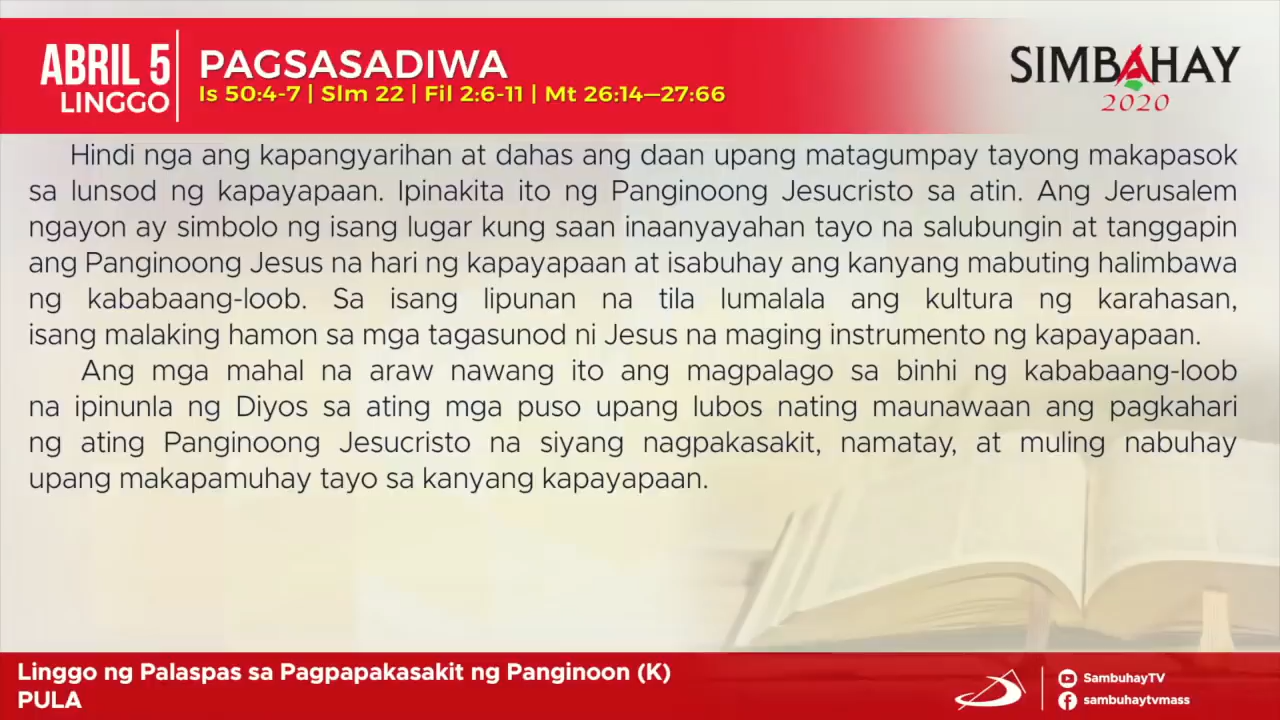 ABRIL 5
LINGGO
PAGSASADIWA
Is 50:4-7 | Slm 22 | Fil 2:6-11 | Mt 26:14—27:66
SIMBAHAY
2020
Hindi nga ang kapangyarihan at dahas ang daan upang matagumpay tayong makapasok
sa lunsod ng kapayapaan. Ipinakita ito ng Panginoong Jesucristo sa atin. Ang Jerusalem
ngayon ay simbolo ng isang lugar kung saan inaanyayahan tayo na salubungin at tanggapin
ang Panginoong Jesus na hari ng kapayapaan at isabuhay ang kanyang mabuting halimbawa
ng kababaang-loob. Sa isang lipunan na tila lumalala ang kultura ng karahasan,
isang malaking hamon sa mga tagasunod ni Jesus na maging instrumento ng kapayapaan.
Ang mga mahal na araw nawang ito ang magpalago sa binhi ng kababaang-loob
na ipinunla ng Diyos sa ating mga puso upang lubos nating maunawaan ang pagkahari
ng ating Panginoong Jesucristo na siyang nagpakasakit, namatay, at muling nabuhay
upang makapamuhay tayo sa kanyang kapayapaan.
Linggo ng Palaspas sa Pagpapakasakit ng Panginoon (K)
PULA
SambuhayTV
sambuhaytvmass